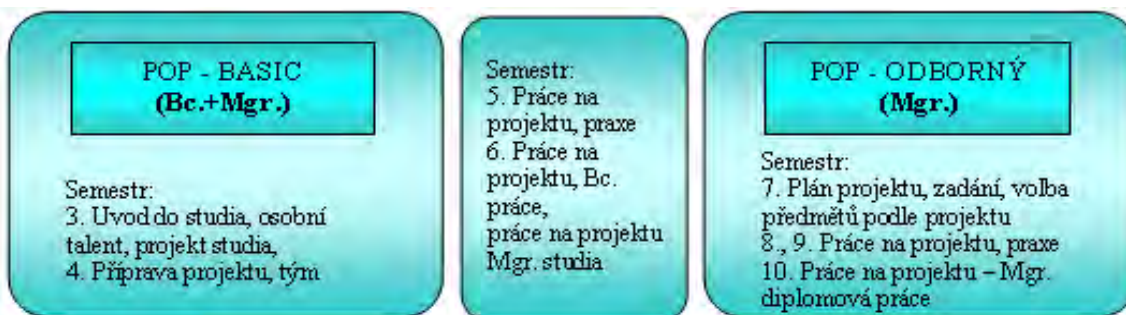 POP - BASIC
(Bc.+Mgr.)
Semestr:
3. Uvod do studia, osobní
talent, projekt studia,
4. Příprava projektu, tým
Semestr:
5. Práce na
projektu, praxe
6. Práce na
projektu, Bc.
práce,
práce na projektu
Mgr. studia
POP - ODBORNÝ
(Mgr.)
Semestr:
7. Plán projektu, zadání, volba
předmětů podle projektu
8., 9. Práce na projektu, praxe
10. Práce na projektu – Mgr.
diplomová práce